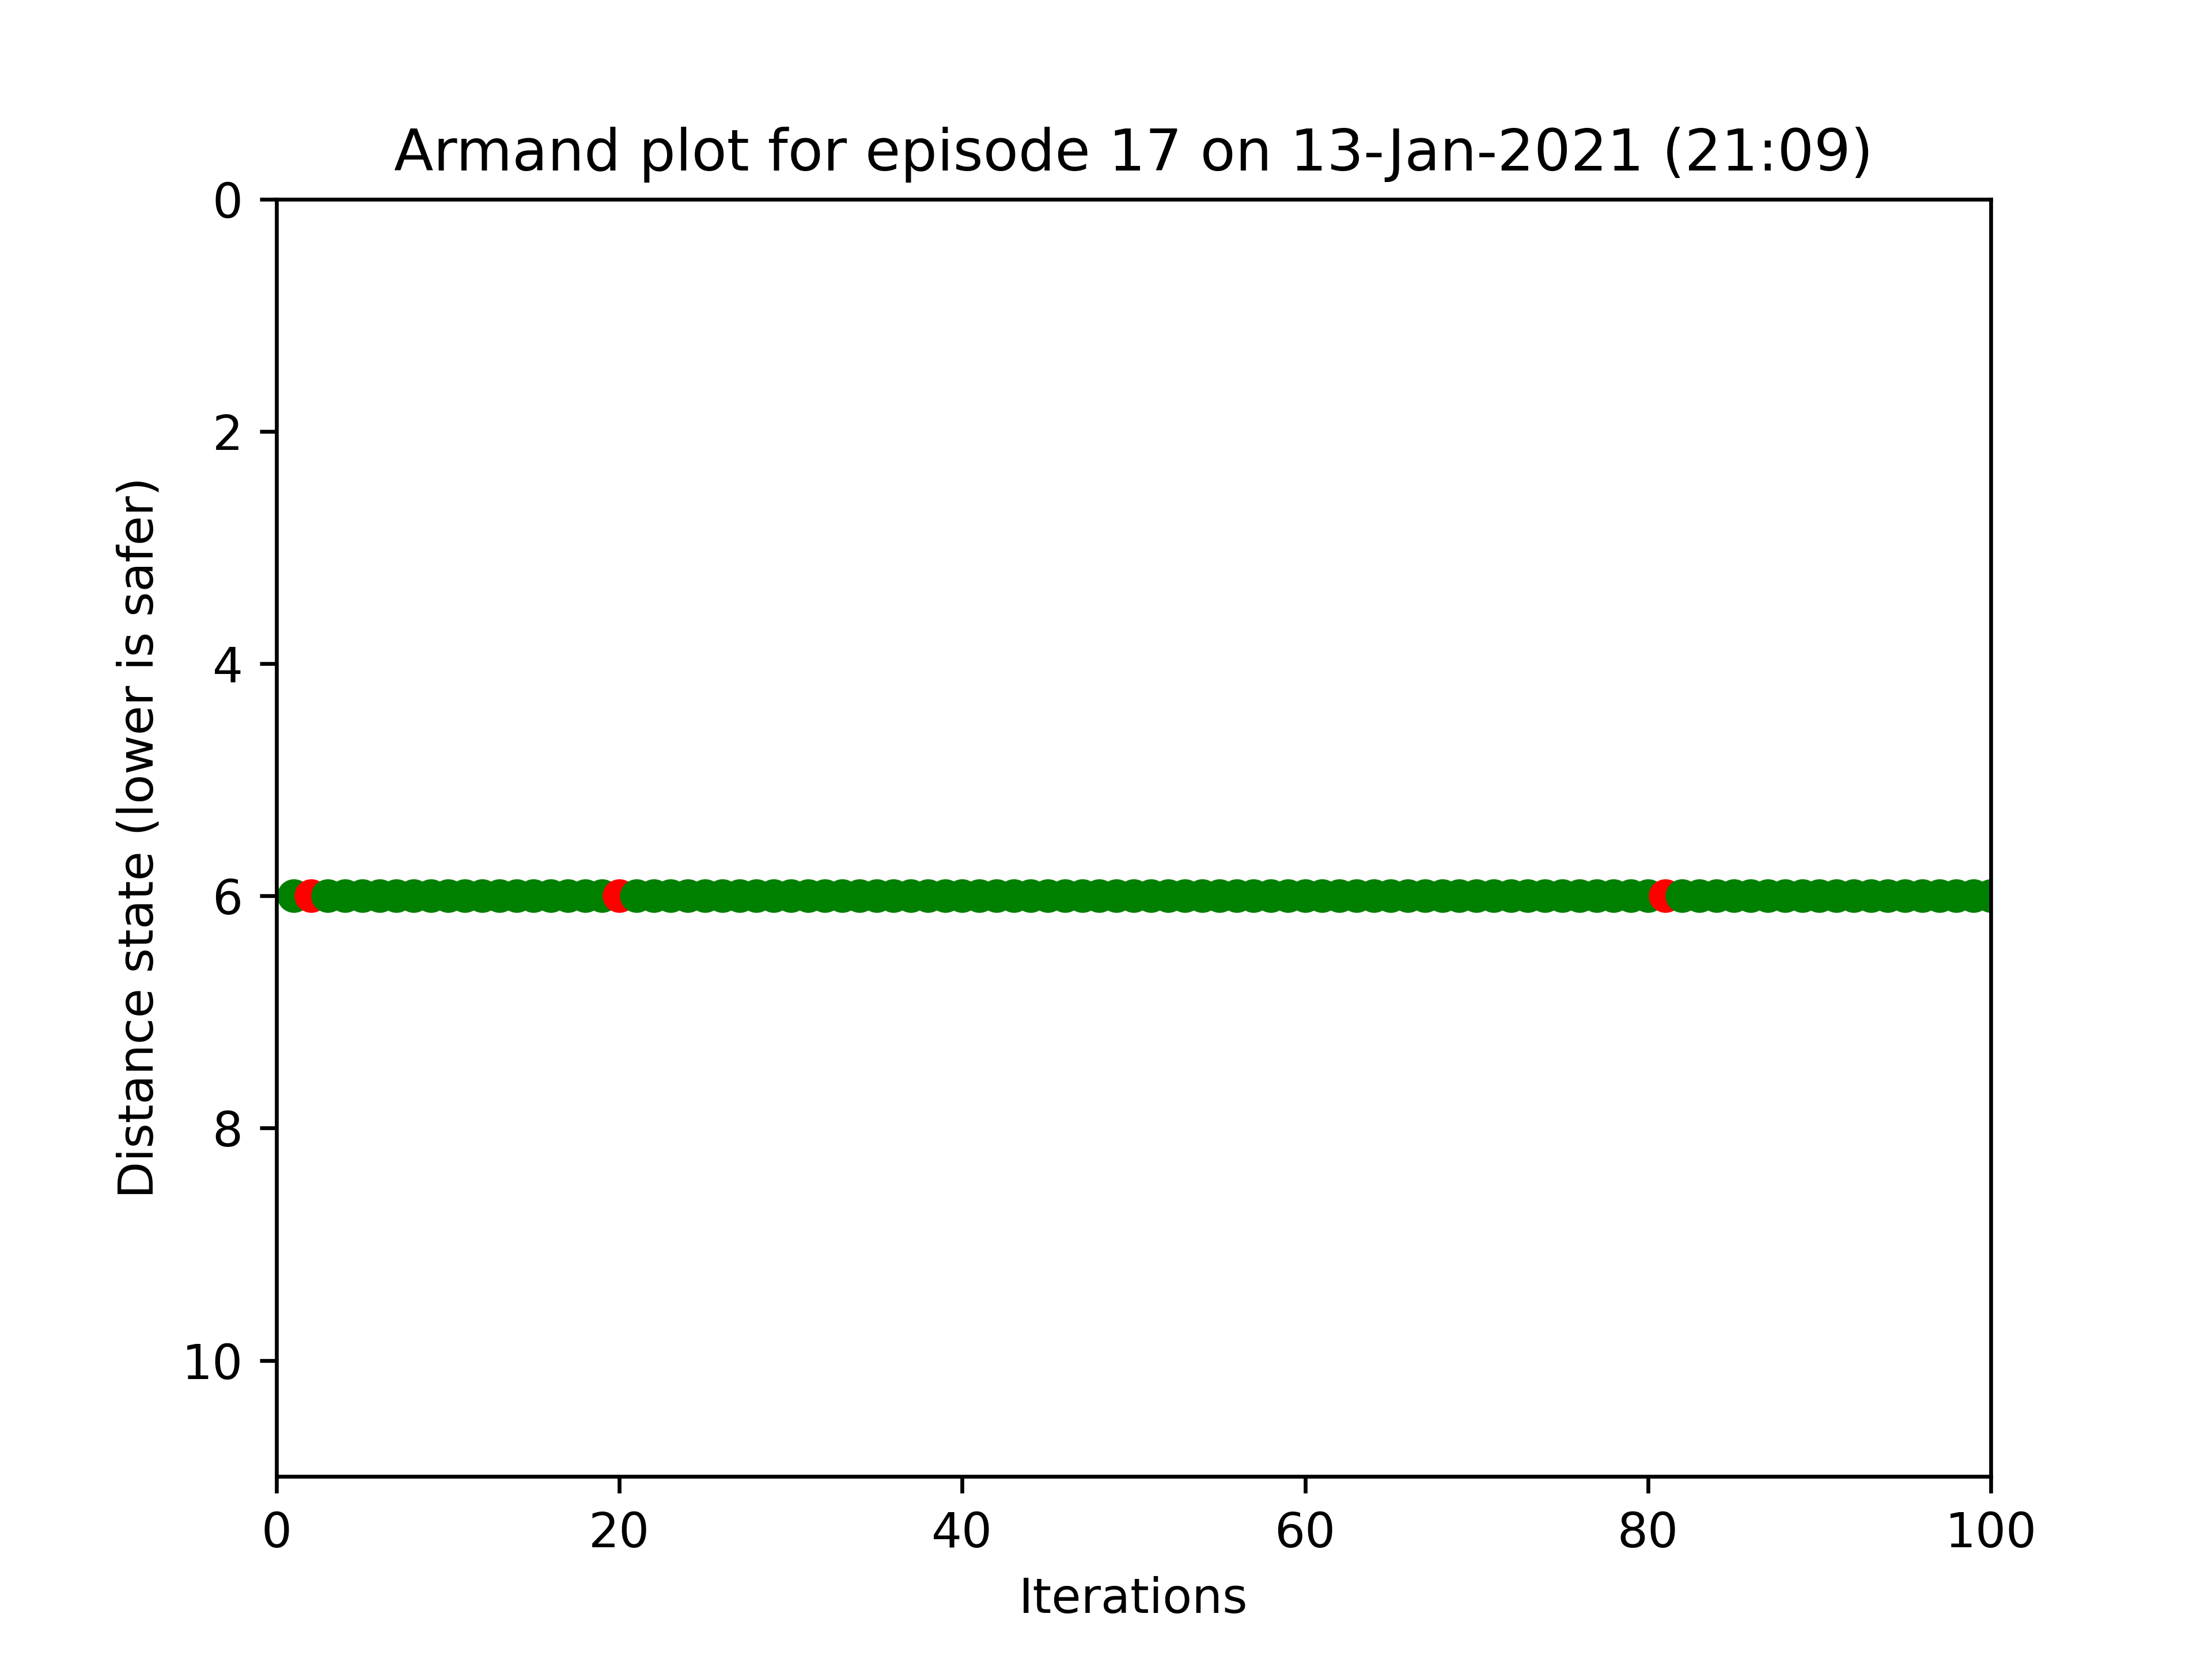 Armand plot for episode 17 on 13-Jan-2021 (21:09)
0
2
4
6
8
10
Distance state (lower is safer)
0 20 40 60 80 100
Iterations